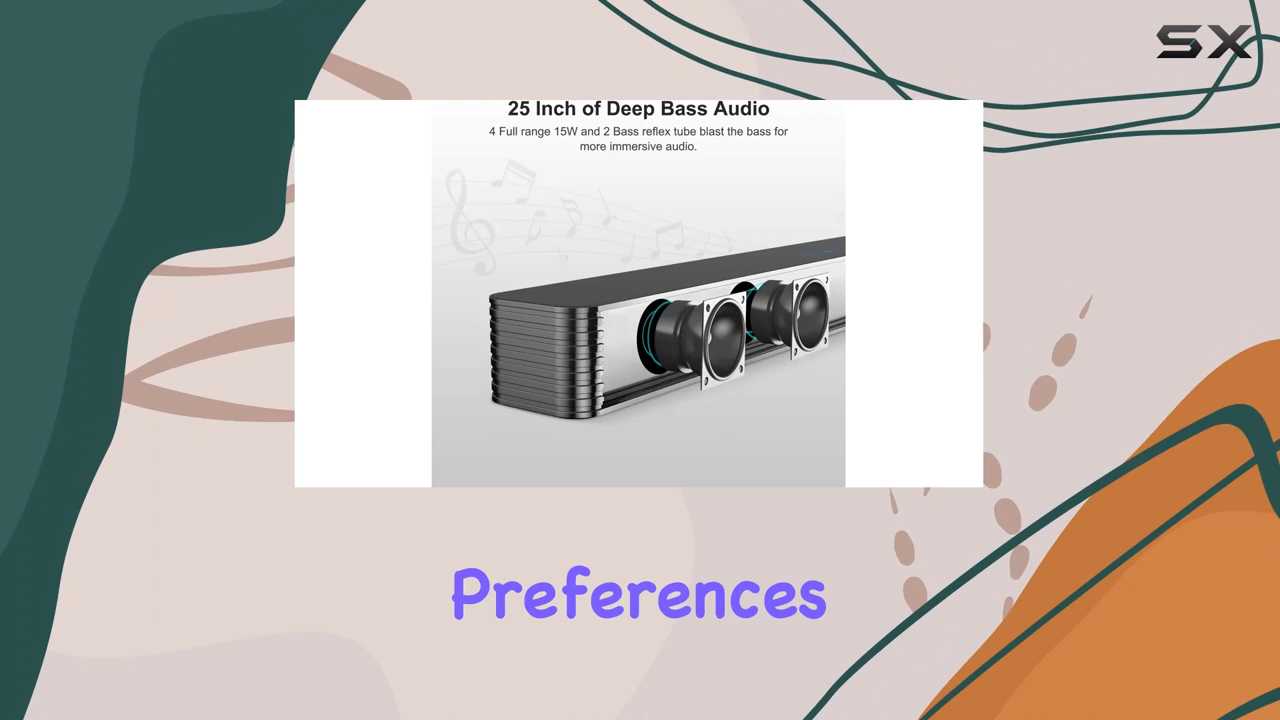 SX
25 Inch of Deep Bass Audio
4 Full range 15W and 2 Bass reflex tube blast the bass for
more immersive audio.
Preferences